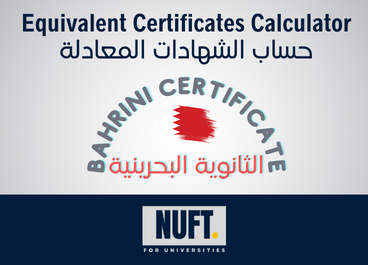 Equivalent Certificates Calculator
حساب الشهادات المعادلة
BAHRINI CERTIFICATE
الثانوية البحرينية
NUFT.
FOR UNIVERSITIES